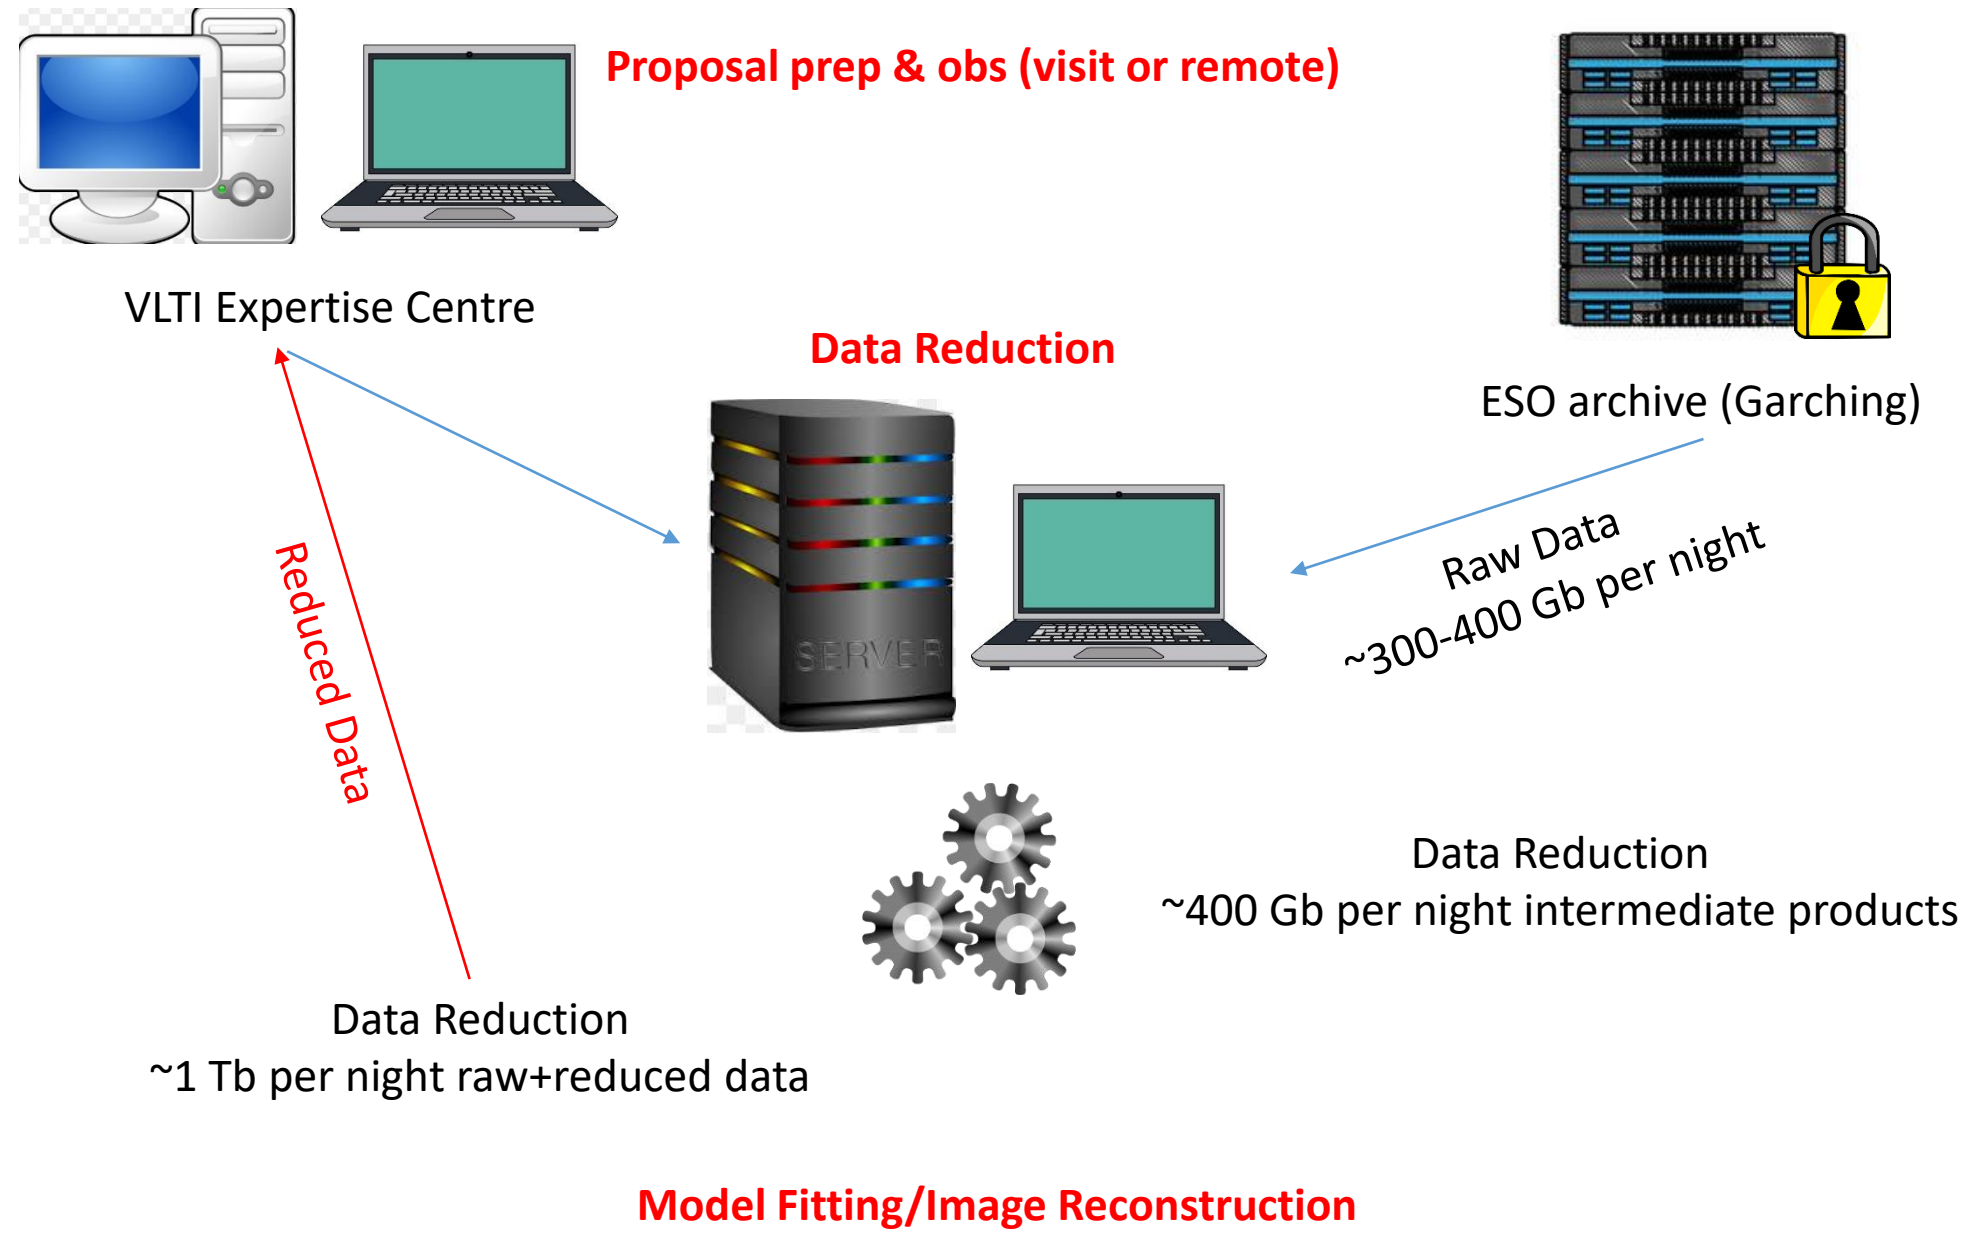 Proposal prep & obs (visit or remote)
VLTI Expertise Centre
Data Reduction
ESO archive (Garching)
Raw Data
~300-400 Gb per night
SERVER
Reduced Data
Data Reduction
~400 Gb per night intermediate products
Data Reduction
~1 Tb per night raw+reduced data
Model Fitting/Image Reconstruction